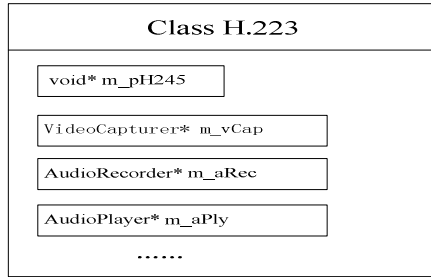 Class H.223
void* m_pH245
VideoCapturer* m_vCap
AudioRecorder* m_aRec
AudioPlayer* m_aPly
......